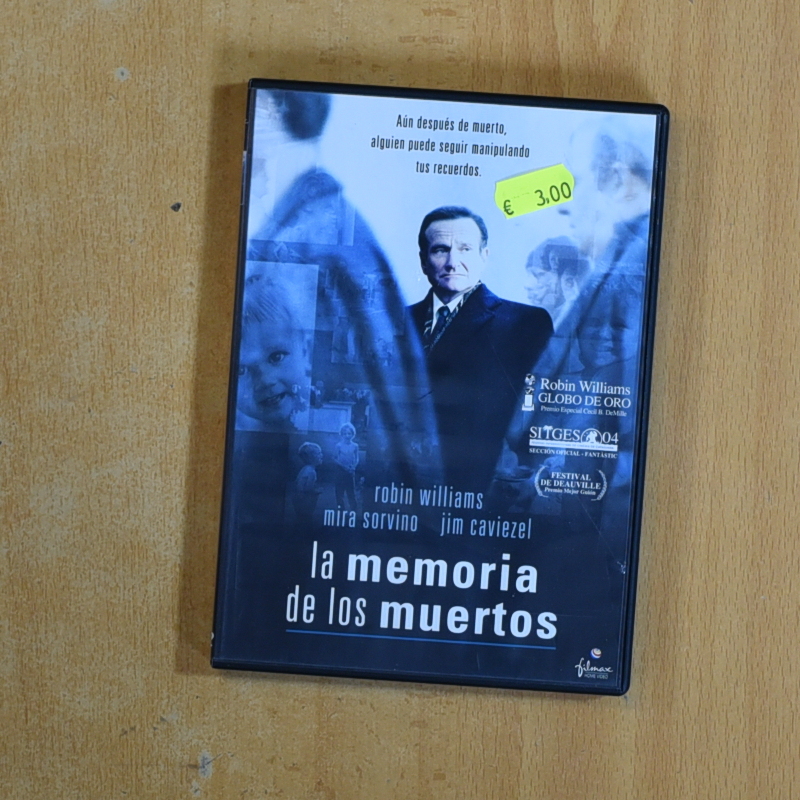 Aún después de muerto,
alguien puede seguir manipulando
tus recuerdos.
€ 3,00
Robin Williams
GLOBO DE ORO
Premio Especial Cecil B. DeMille
SITGES 04
SECCIÓN OFICIAL - FANTÀSTIC
FESTIVAL
DE DEAUVILLE
Premio Mejor Guión
robin williams
mira sorvino jim caviezel
la memoria
de los muertos
filmax
HOME VIDEO